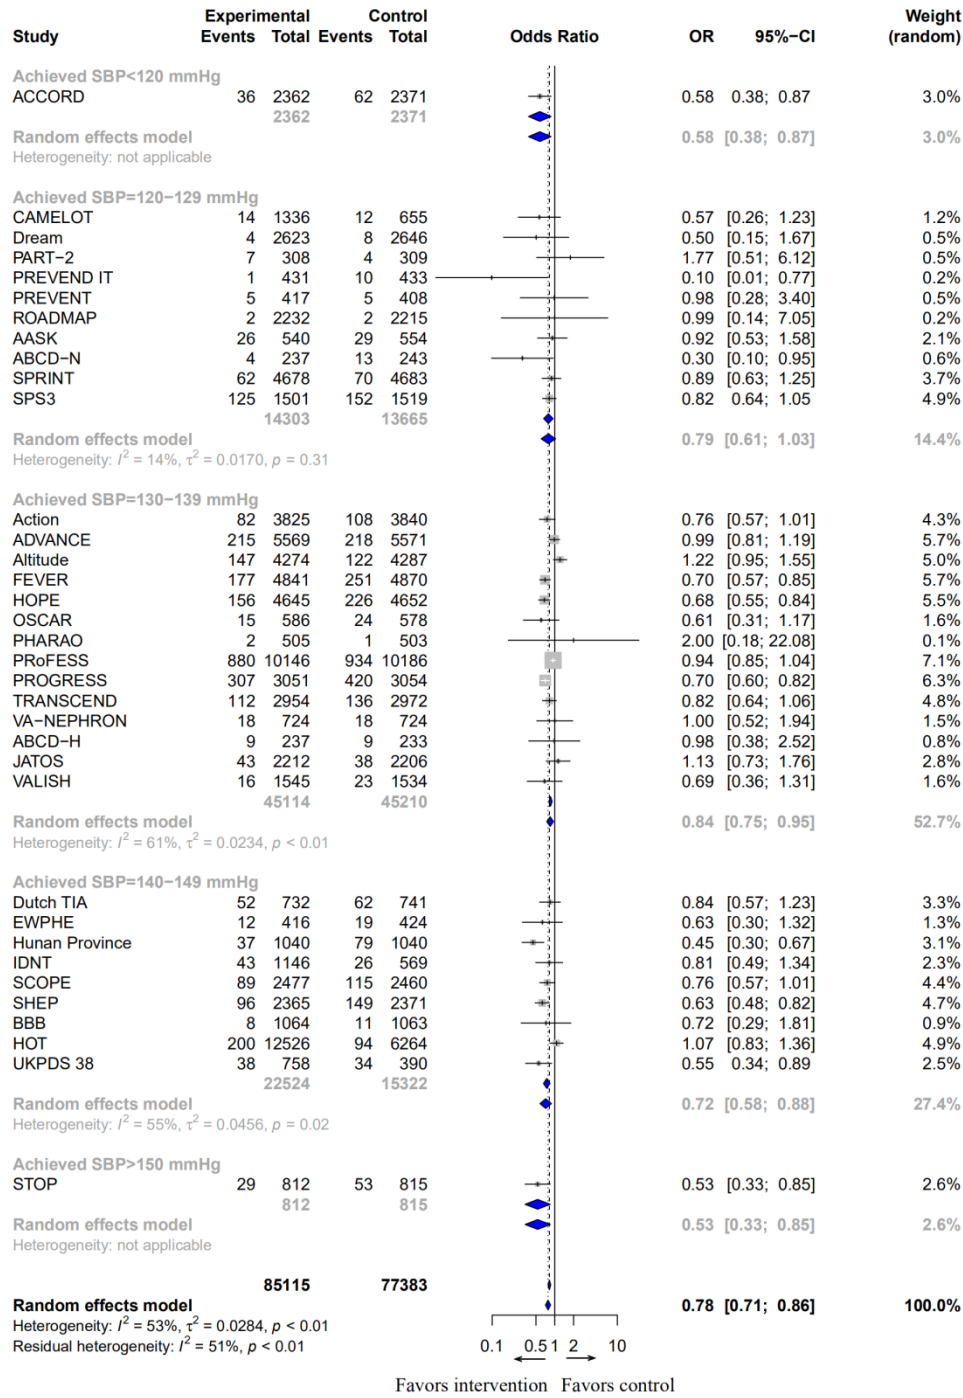 Experimental Control Weight
Study Events Total Events Total Odds Ratio OR 95%−CI (random)
Achieved SBP<120 mmHg
ACCORD 36 2362 62 2371 0.58 0.38; 0.87 3.0%
2362 2371
Random effects model 0.58 [0.38; 0.87] 3.0%
Heterogeneity: not applicable
Achieved SBP=120−129 mmHg
CAMELOT 14 1336 12 655 0.57 [0.26; 1.23] 1.2%
Dream 4 2623 8 2646 0.50 [0.15; 1.67] 0.5%
PART−2 7 308 4 309 1.77 [0.51; 6.12] 0.5%
PREVEND IT 1 431 10 433 0.10 [0.01; 0.77] 0.2%
PREVENT 5 417 5 408 0.98 [0.28; 3.40] 0.5%
ROADMAP 2 2232 2 2215 0.99 [0.14; 7.05] 0.2%
AASK 26 540 29 554 0.92 [0.53; 1.58] 2.1%
ABCD−N 4 237 13 243 0.30 [0.10; 0.95] 0.6%
SPRINT 62 4678 70 4683 0.89 [0.63; 1.25] 3.7%
SPS3 125 1501 152 1519 0.82 0.64; 1.05 4.9%
14303 13665
Random effects model 0.79 [0.61; 1.03] 14.4%
Heterogeneity: I² = 14%, τ² = 0.0170, p = 0.31
Achieved SBP=130−139 mmHg
Action 82 3825 108 3840 0.76 [0.57; 1.01] 4.3%
ADVANCE 215 5569 218 5571 0.99 [0.81; 1.19] 5.7%
Altitude 147 4274 122 4287 1.22 [0.95; 1.55] 5.0%
FEVER 177 4841 251 4870 0.70 [0.57; 0.85] 5.7%
HOPE 156 4645 226 4652 0.68 [0.55; 0.84] 5.5%
OSCAR 15 586 24 578 0.61 [0.31; 1.17] 1.6%
PHARAO 2 505 1 503 2.00 [0.18; 22.08] 0.1%
PRoFESS 880 10146 934 10186 0.94 [0.85; 1.04] 7.1%
PROGRESS 307 3051 420 3054 0.70 [0.60; 0.82] 6.3%
TRANSCEND 112 2954 136 2972 0.82 [0.64; 1.06] 4.8%
VA−NEPHRON 18 724 18 724 1.00 [0.52; 1.94] 1.5%
ABCD−H 9 237 9 233 0.98 [0.38; 2.52] 0.8%
JATOS 43 2212 38 2206 1.13 [0.73; 1.76] 2.8%
VALISH 16 1545 23 1534 0.69 [0.36; 1.31] 1.6%
45114 45210
Random effects model 0.84 [0.75; 0.95] 52.7%
Heterogeneity: I² = 61%, τ² = 0.0234, p < 0.01
Achieved SBP=140−149 mmHg
Dutch TIA 52 732 62 741 0.84 [0.57; 1.23] 3.3%
EWPHE 12 416 19 424 0.63 [0.30; 1.32] 1.3%
Hunan Province 37 1040 79 1040 0.45 [0.30; 0.67] 3.1%
IDNT 43 1146 26 569 0.81 [0.49; 1.34] 2.3%
SCOPE 89 2477 115 2460 0.76 [0.57; 1.01] 4.4%
SHEP 96 2365 149 2371 0.63 [0.48; 0.82] 4.7%
BBB 8 1064 11 1063 0.72 [0.29; 1.81] 0.9%
HOT 200 12526 94 6264 1.07 [0.83; 1.36] 4.9%
UKPDS 38 38 758 34 390 0.55 0.34; 0.89 2.5%
22524 15322
Random effects model 0.72 [0.58; 0.88] 27.4%
Heterogeneity: I² = 55%, τ² = 0.0456, p = 0.02
Achieved SBP>150 mmHg
STOP 29 812 53 815 0.53 [0.33; 0.85] 2.6%
812 815
Random effects model 0.53 [0.33; 0.85] 2.6%
Heterogeneity: not applicable
85115 77383
Random effects model 0.78 [0.71; 0.86] 100.0%
Heterogeneity: I² = 53%, τ² = 0.0284, p < 0.01
Residual heterogeneity: I² = 51%, p < 0.01
0.1 0.5 1 2 10
Favors intervention Favors control